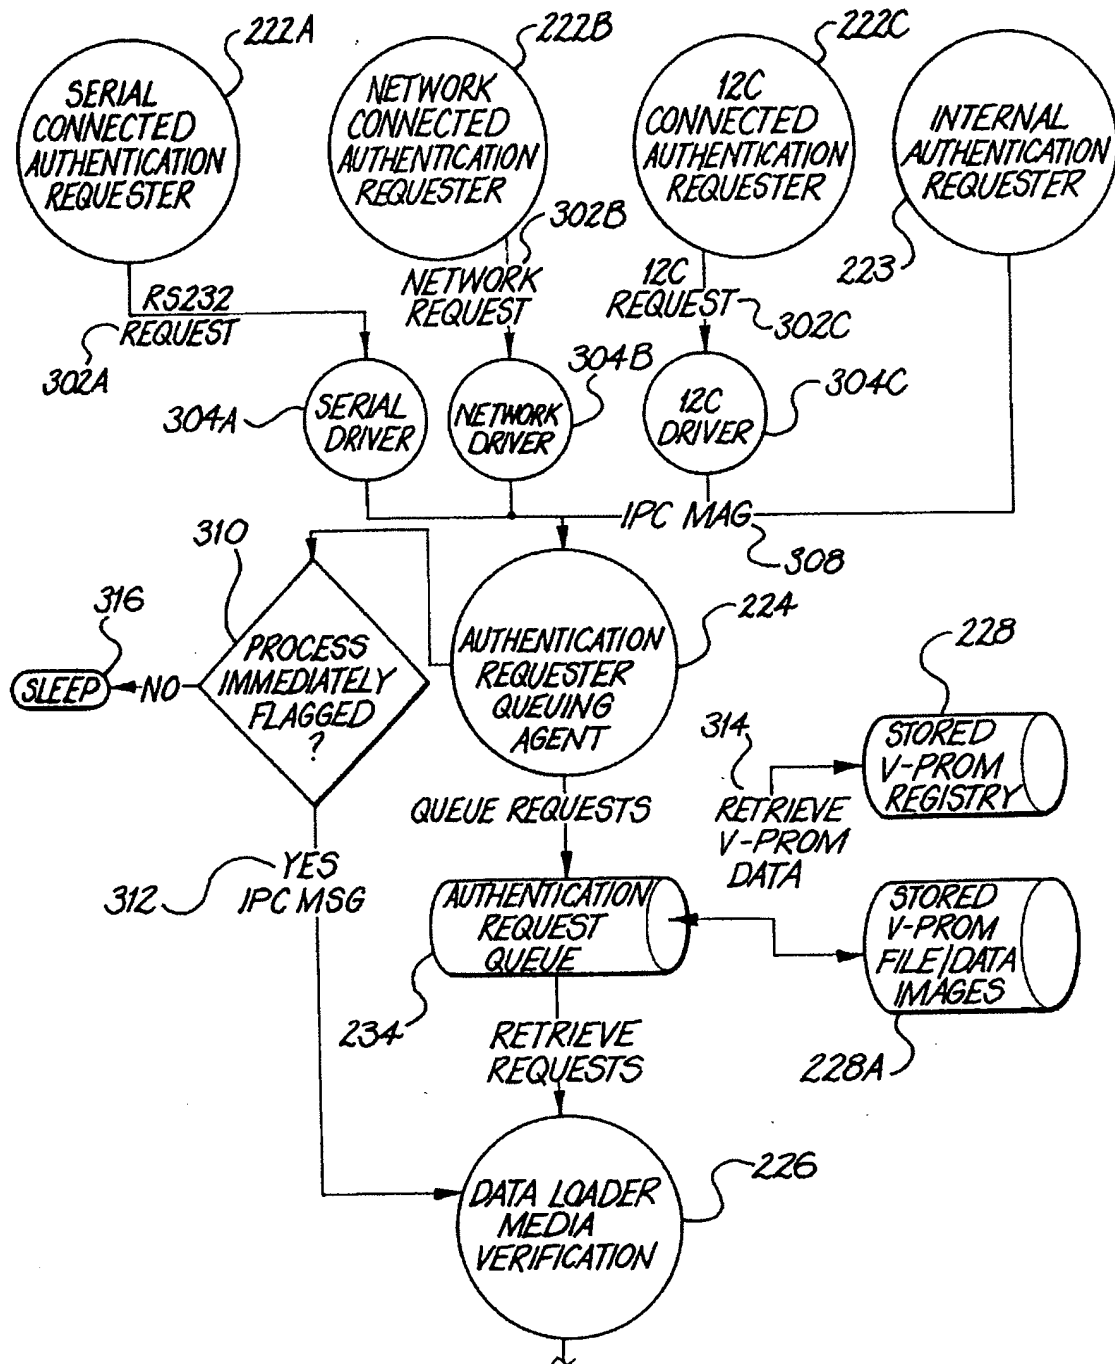 222A
222B
222C
SERIAL
CONNECTED
AUTHENTICATION
REQUESTER
NETWORK
CONNECTED
AUTHENTICATION
REQUESTER
12C
CONNECTED
AUTHENTICATION
REQUESTER
INTERNAL
AUTHENTICATION
REQUESTER
223
RS232
REQUEST
302A
302B
NETWORK
REQUEST
12C
REQUEST
302C
304A
SERIAL
DRIVER
304B
NETWORK
DRIVER
304C
12C
DRIVER
IPC MAG
308
310
316
SLEEP
NO
PROCESS
IMMEDIATELY
FLAGGED
?
224
AUTHENTICATION
REQUESTER
QUEUING
AGENT
228
STORED
V-PROM
REGISTRY
314
RETRIEVE
V-PROM
DATA
QUEUE REQUESTS
YES
IPC MSG
312
AUTHENTICATION
REQUEST
QUEUE
234
STORED
V-PROM
FILE/DATA
IMAGES
228A
RETRIEVE
REQUESTS
226
DATA LOADER
MEDIA
VERIFICATION